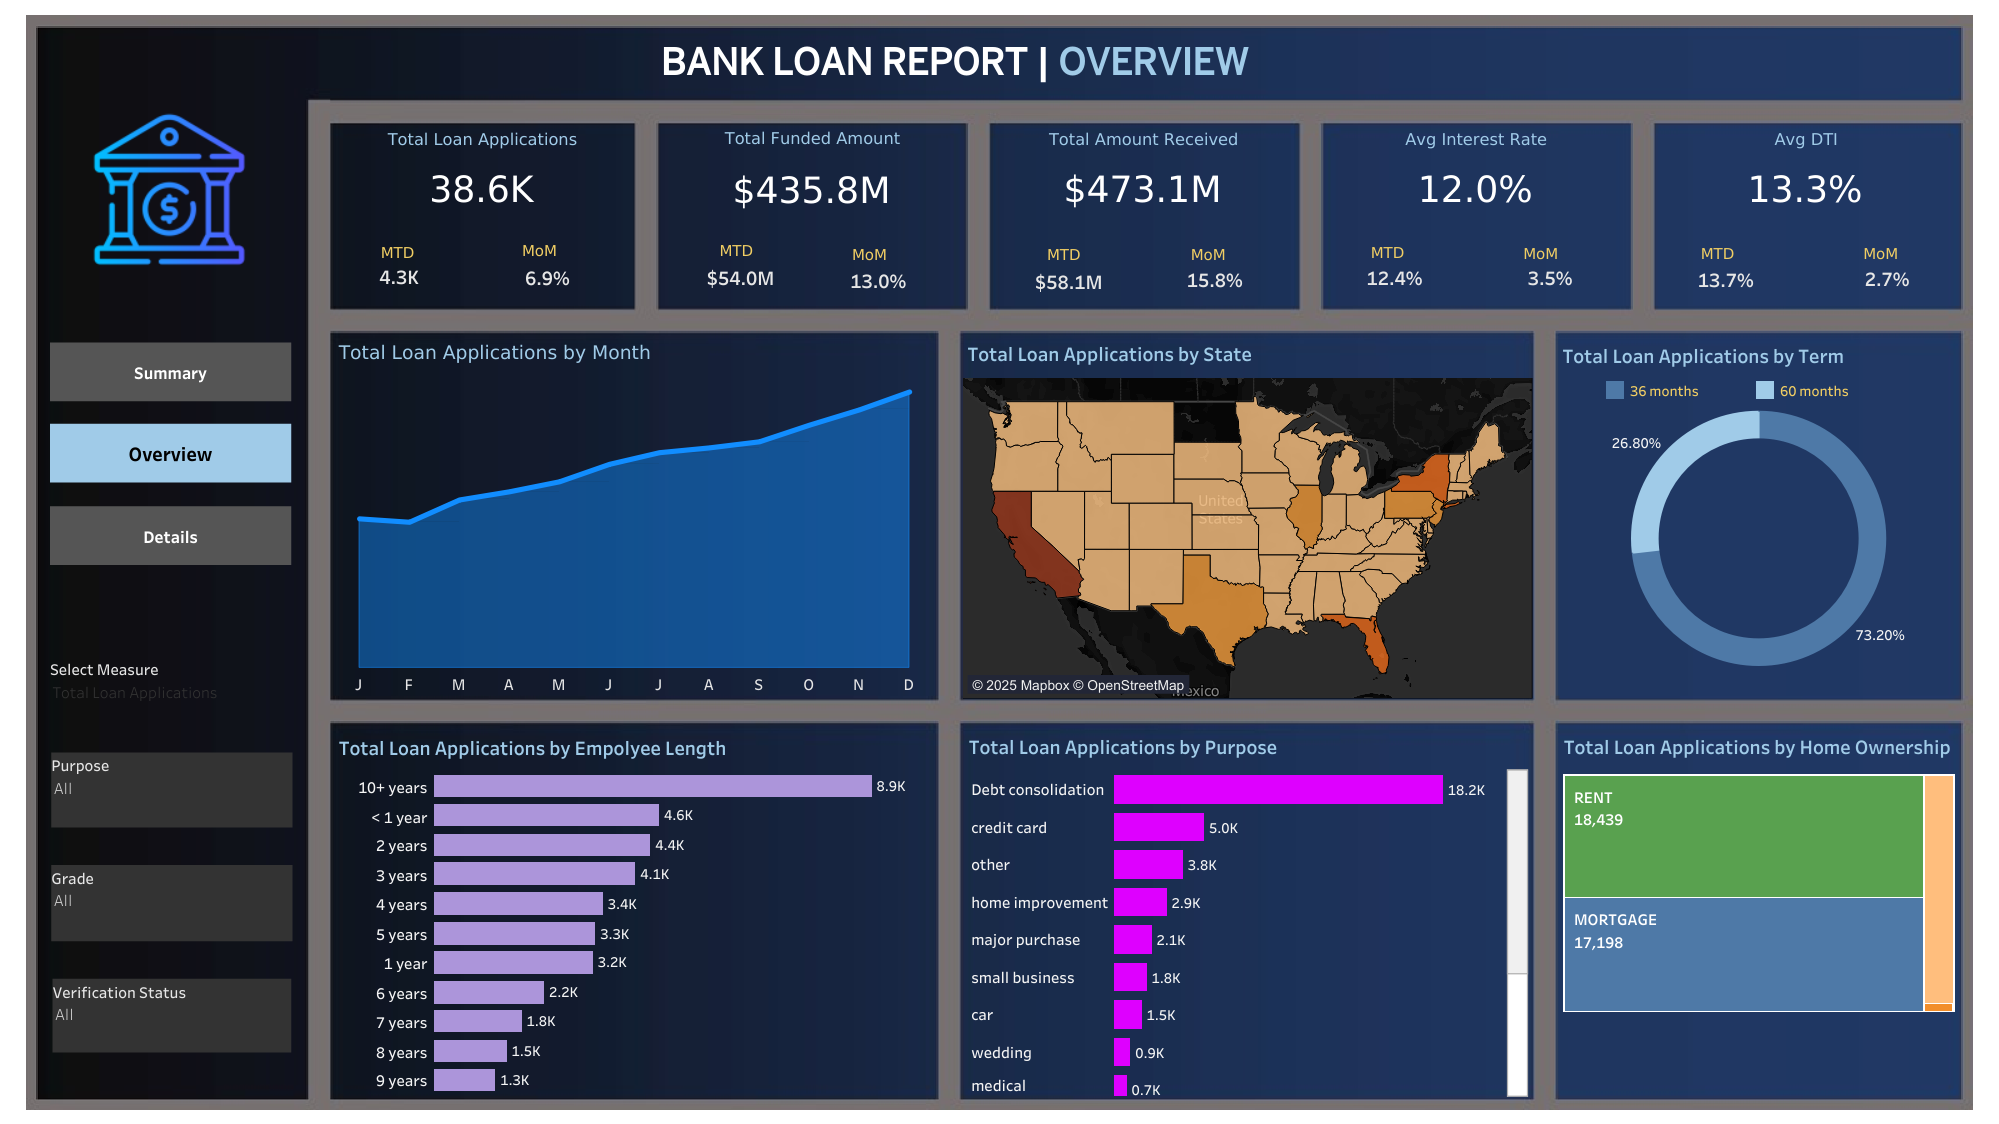 BANK LOAN REPORT | OVERVIEW
Total Loan Applications
38.6K
MTD
MoM
4.3K
6.9%
Total Funded Amount
$435.8M
MTD
MoM
$54.0M
13.0%
Total Amount Received
$473.1M
MTD
MoM
$58.1M
15.8%
Avg Interest Rate
12.0%
MTD
MoM
12.4%
3.5%
Avg DTI
13.3%
MTD
MoM
13.7%
2.7%
Summary
Overview
Details
Select Measure
Total Loan Applications
Purpose
All
Grade
All
Verification Status
All
Total Loan Applications by Month
J F M A M J J A S O N D
Total Loan Applications by State
United
States
© 2025 Mapbox © OpenStreetMap
Total Loan Applications by Term
36 months
60 months
26.80%
73.20%
Total Loan Applications by Empolyee Length
10+ years 8.9K
< 1 year 4.6K
2 years 4.4K
3 years 4.1K
4 years 3.4K
5 years 3.3K
1 year 3.2K
6 years 2.2K
7 years 1.8K
8 years 1.5K
9 years 1.3K
Total Loan Applications by Purpose
Debt consolidation 18.2K
credit card 5.0K
other 3.8K
home improvement 2.9K
major purchase 2.1K
small business 1.8K
car 1.5K
wedding 0.9K
medical 0.7K
Total Loan Applications by Home Ownership
RENT
18,439
MORTGAGE
17,198